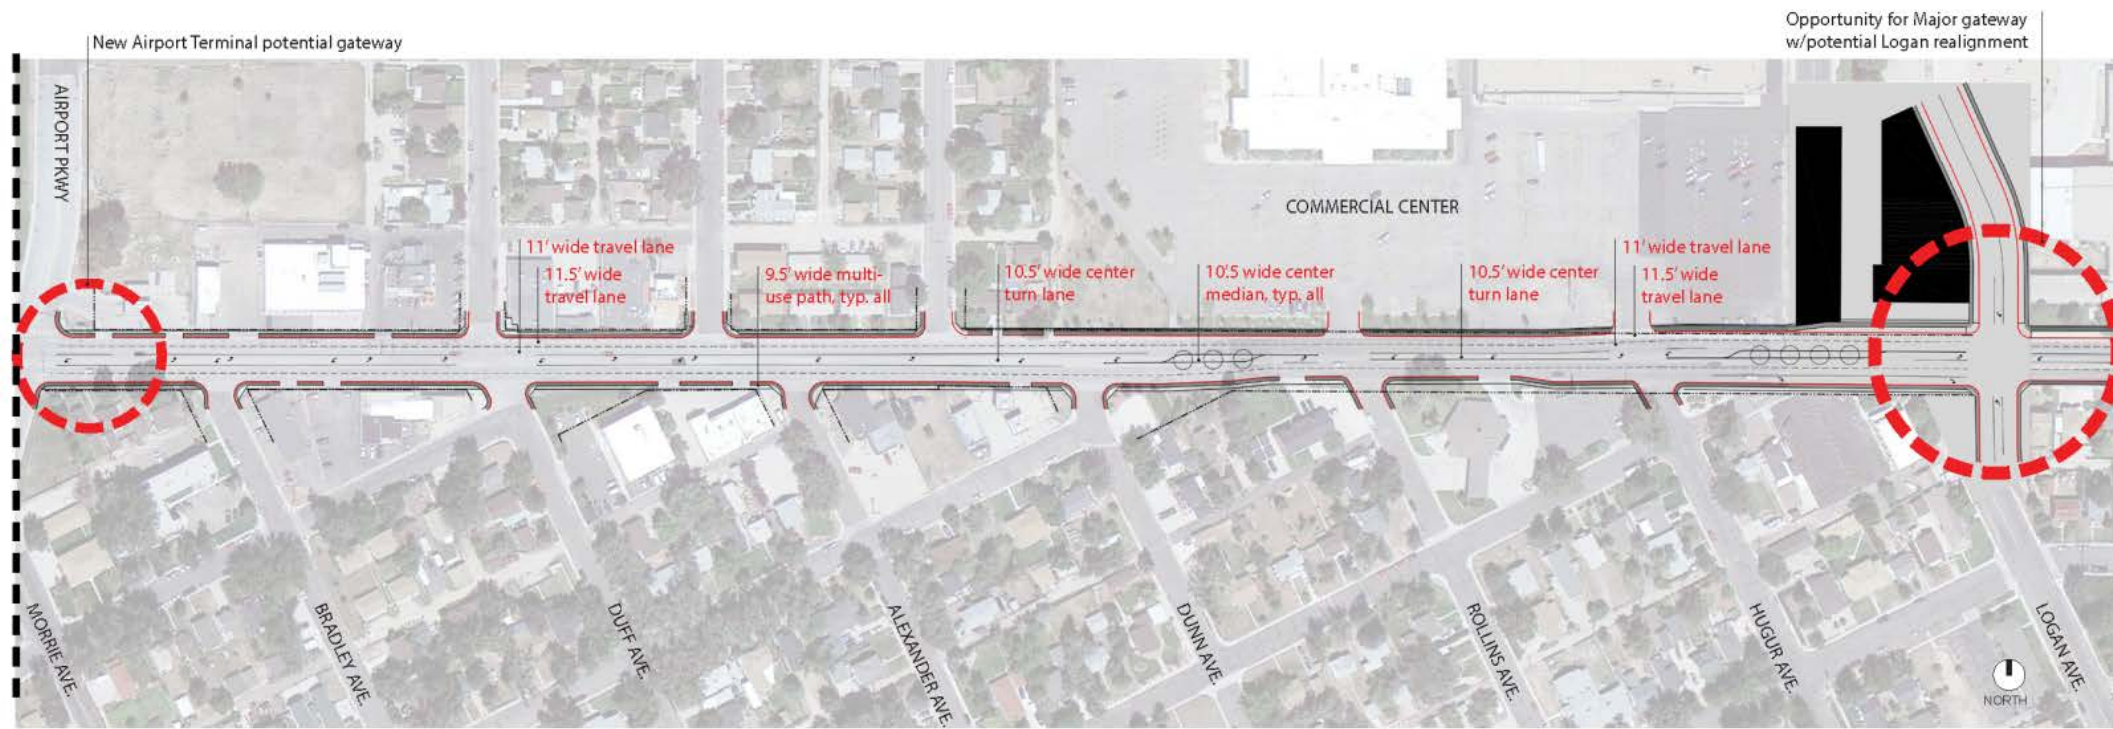 New Airport Terminal potential gateway
Opportunity for Major gateway
w/potential Logan realignment
AIRPORT PKWY
COMMERCIAL CENTER
11' wide travel lane
11.5' wide
travel lane
9.5' wide multi-
use path, typ. all
10.5' wide center
turn lane
10'.5 wide center
median, typ. all
10.5' wide center
turn lane
11' wide travel lane
11.5' wide
travel lane
MORRIE AVE.
BRADLEY AVE.
DUFF AVE.
ALEXANDER AVE.
DUNN AVE.
ROLLINS AVE.
HUGUR AVE.
LOGAN AVE.
NORTH